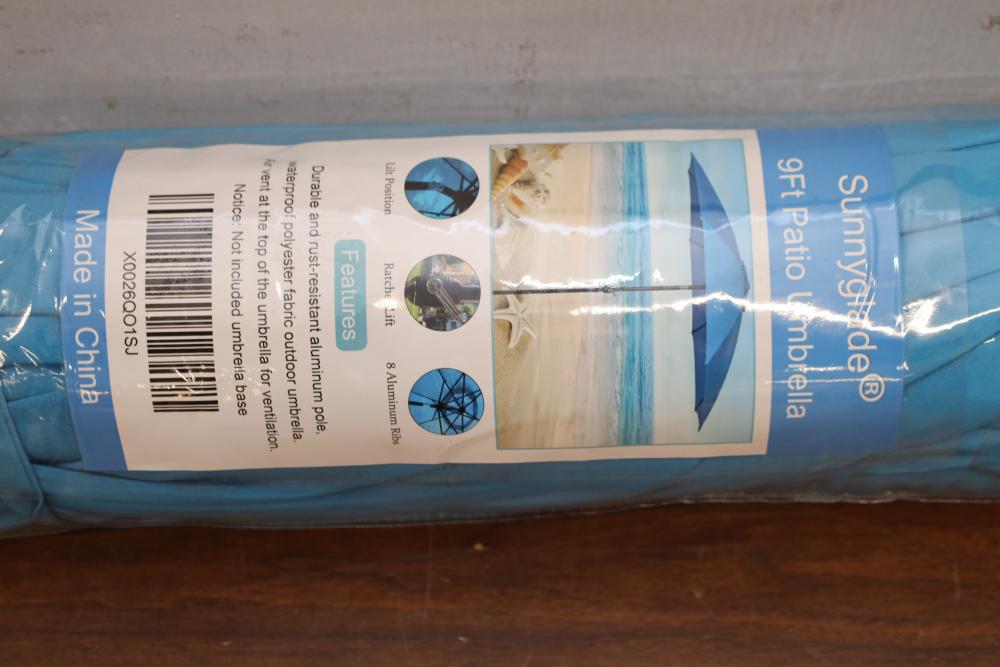 Sunnyglade®
9Ft Patio Umbrella
Lilt Position
Ratche Lift
8 Aluminum Ribs
Features
Durable and rust-resistant aluminum pole,
waterproof polyester fabric outdoor umbrella.
Air vent at the top of the umbrella for ventilation.
Notice: Not included umbrella base
X0026QO1SJ
Made in China